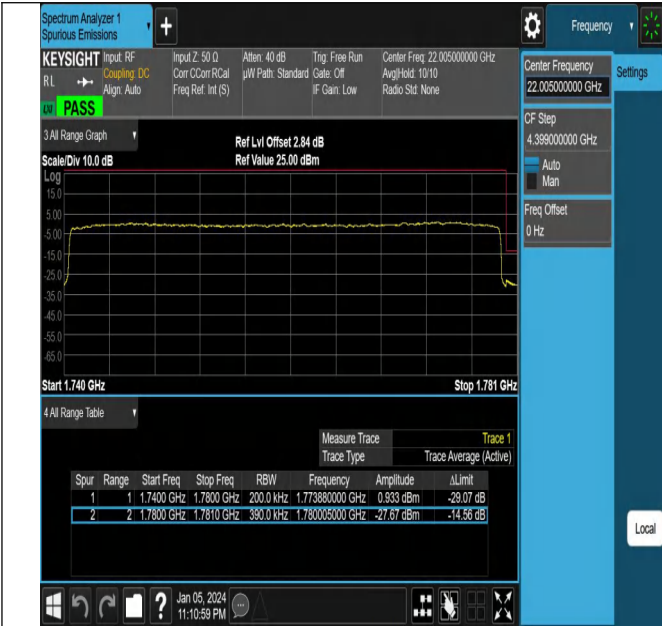 Spectrum Analyzer 1
Spurious Emissions
+
Frequency
KEYSIGHT
Input: RF
Coupling: DC
Align: Auto
Input Z: 50 Ω
Corr CCorr RCal
Freq Ref: Int (S)
Atten: 40 dB
µW Path: Standard
Trig: Free Run
Gate: Off
IF Gain: Low
Center Freq: 22.005000000 GHz
Avg|Hold: 10/10
Radio Std: None
RL
LXI
PASS
3 All Range Graph
Ref Lvl Offset 2.84 dB
Scale/Div 10.0 dB
Ref Value 25.00 dBm
Log
15.0
5.00
-5.00
-15.0
-25.0
-35.0
-45.0
-55.0
-65.0
Start 1.740 GHz
Stop 1.781 GHz
4 All Range Table
Measure Trace Trace 1
Trace Type Trace Average (Active)
Spur Range Start Freq Stop Freq RBW Frequency Amplitude ΔLimit
1 1 1.7400 GHz 1.7800 GHz 200.0 kHz 1.773880000 GHz 0.933 dBm -29.07 dB
2 2 1.7800 GHz 1.7810 GHz 390.0 kHz 1.780005000 GHz -27.67 dBm -14.56 dB
Center Frequency
22.005000000 GHz
Settings
CF Step
4.399000000 GHz
Auto
Man
Freq Offset
0 Hz
Local
?
Jan 05, 2024
11:10:59 PM